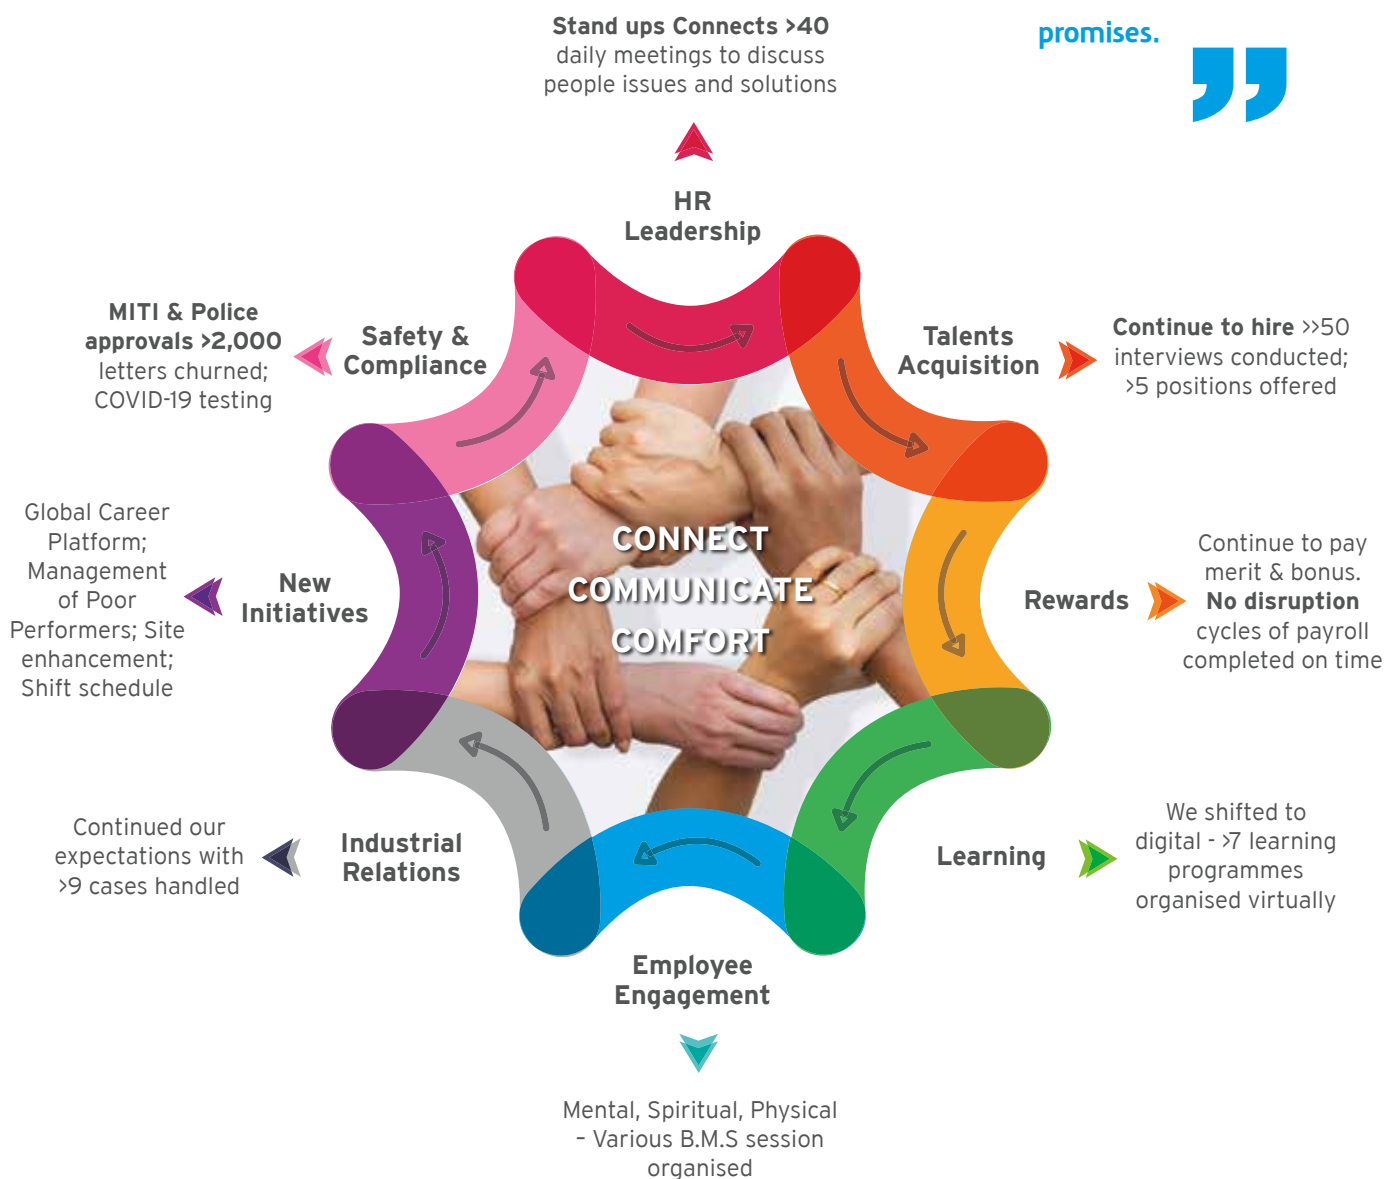 Stand ups Connects >40
daily meetings to discuss
people issues and solutions
promises.
”
HR
Leadership
Talents
Acquisition
Continue to hire >>50
interviews conducted;
>5 positions offered
Rewards
Continue to pay
merit & bonus.
No disruption
cycles of payroll
completed on time
Learning
We shifted to
digital - >7 learning
programmes
organised virtually
Employee
Engagement
Mental, Spiritual, Physical
– Various B.M.S session
organised
Industrial
Relations
Continued our
expectations with
>9 cases handled
New
Initiatives
Global Career
Platform;
Management
of Poor
Performers; Site
enhancement;
Shift schedule
Safety &
Compliance
MITI & Police
approvals >2,000
letters churned;
COVID-19 testing
CONNECT
COMMUNICATE
COMFORT